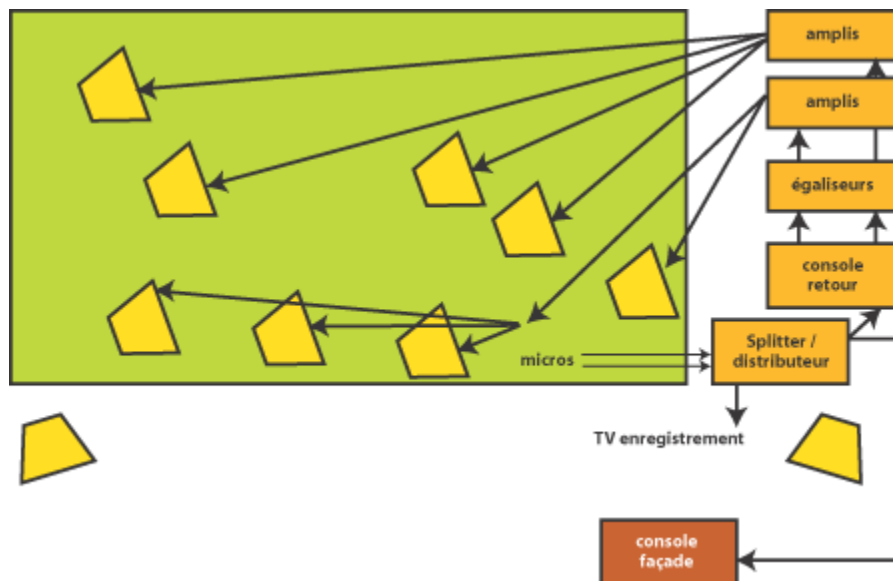 amplis
amplis
égaliseurs
console
retour
Splitter /
distributeur
micros
TV enregistrement
console
façade